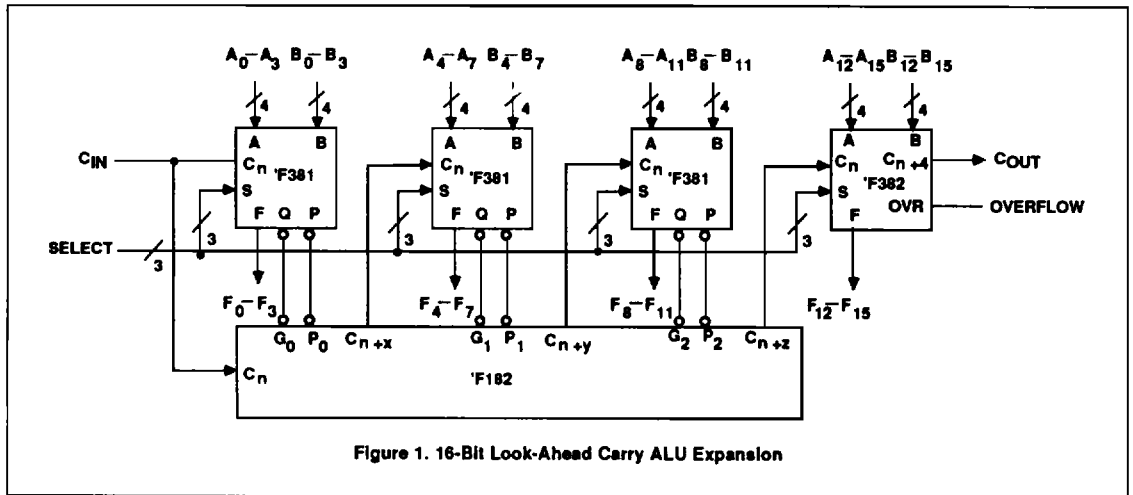 A0–A3 B0–B3 A4–A7 B4–B7 A8–A11 B8–B11 A12–A15 B12–B15
4 4 4 4 4 4 4 4
A B A B A B A B
CIN Cn 'F381 Cn 'F381 Cn 'F381 Cn 'F382 Cn+4 COUT
S S S S
F Q P F Q P F Q P F OVR OVERFLOW
SELECT 3 3 3 3 3
F0–F3 F4–F7 F8–F11 F12–F15
G0 P0 Cn+x G1 P1 Cn+y G2 P2 Cn+z
Cn 'F182
Figure 1. 16-Bit Look-Ahead Carry ALU Expansion